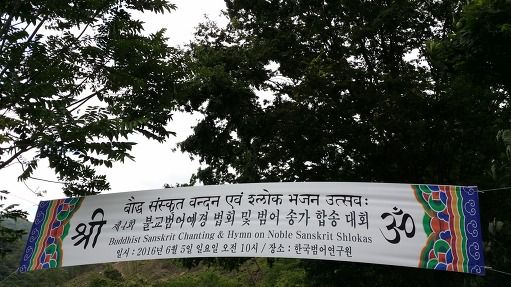 बौद्ध संस्कृत वन्दन एवं श्लोक भजन उत्सवः
श्री
제4회 불교범어예경 법회 및 범어 송가 합송 대회
ॐ
Buddhist Sanskrit Chanting & Hymn on Noble Sanskrit Shlokas
일시 : 2016년 6월 5일 일요일 오전 10시 / 장소 : 한국범어연구원